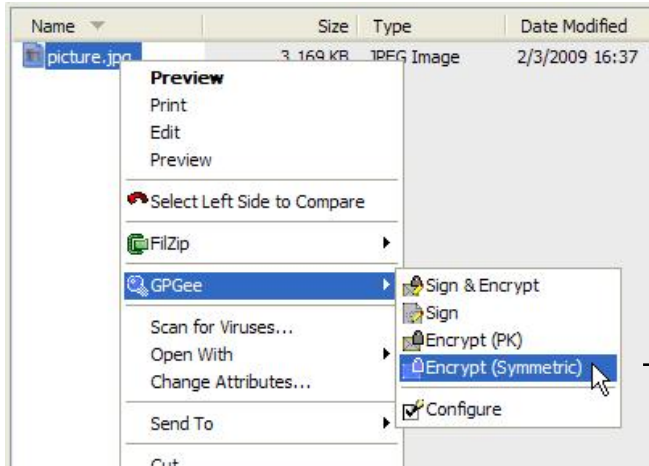 Name Size Type Date Modified
picture.jpg 3,169 KB JPEG Image 2/3/2009 16:37
Preview
Print
Edit
Preview
Select Left Side to Compare
FilZip
GPGee
Sign & Encrypt
Sign
Encrypt (PK)
Encrypt (Symmetric)
Configure
Scan for Viruses...
Open With
Change Attributes...
Send To
Cut